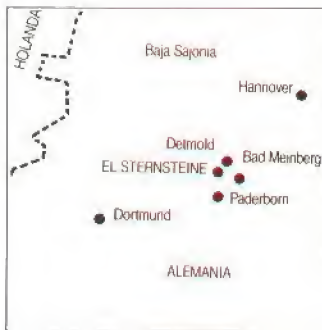 HOLANDA
Baja Sajonia
Hannover
Detmold
Bad Meinberg
EL STERNSTEINE
Paderborn
Dortmund
ALEMANIA